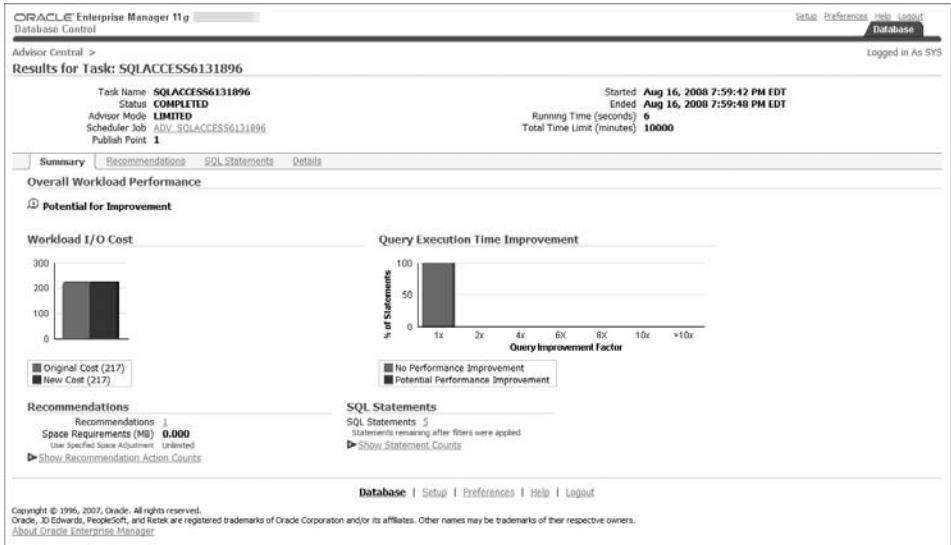 ORACLE Enterprise Manager 11g
Database Control
Setup Preferences Help Logout
Database
Advisor Central >
Logged in As SYS
Results for Task: SQLACCESS6131896
Task Name SQLACCESS6131896
Status COMPLETED
Advisor Mode LIMITED
Scheduler Job ADV_SQLACCESS6131896
Publish Point 1
Started Aug 16, 2008 7:59:42 PM EDT
Ended Aug 16, 2008 7:59:48 PM EDT
Running Time (seconds) 6
Total Time Limit (minutes) 10000
Summary Recommendations SQL Statements Details
Overall Workload Performance
Potential for Improvement
Workload I/O Cost
300
200
100
0
Original Cost (217)
New Cost (217)
Query Execution Time Improvement
% of Statements
100
50
0
1x 2x 4x 6X 8X 10x >10x
Query Improvement Factor
No Performance Improvement
Potential Performance Improvement
Recommendations
Recommendations 1
Space Requirements (MB) 0.000
User Specified Space Adjustment Unlimited
Show Recommendation Action Counts
SQL Statements
SQL Statements 5
Statements remaining after filters were applied
Show Statement Counts
Database | Setup | Preferences | Help | Logout
Copyright © 1996, 2007, Oracle. All rights reserved.
Oracle, JD Edwards, PeopleSoft, and Retek are registered trademarks of Oracle Corporation and/or its affiliates. Other names may be trademarks of their respective owners.
About Oracle Enterprise Manager